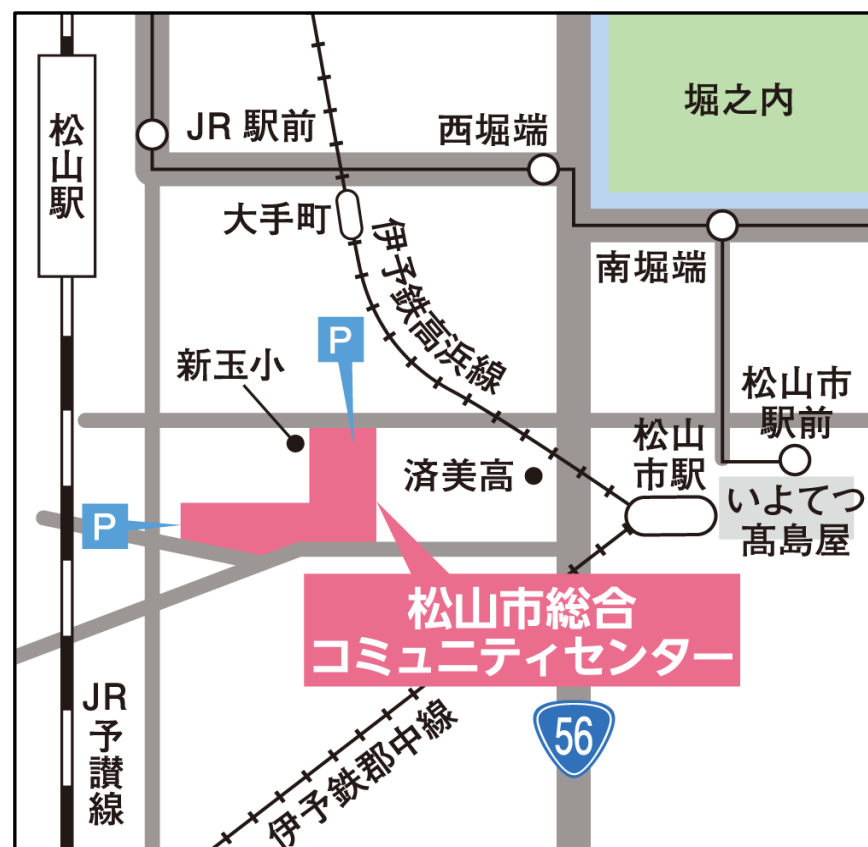 松山駅
JR 駅前
西堀端
堀之内
大手町
南堀端
伊予鉄高浜線
P
新玉小
松山市
駅前
松山
市駅
済美高
いよてつ
髙島屋
P
松山市総合
コミュニティセンター
JR予讃線
56
伊予鉄郡中線